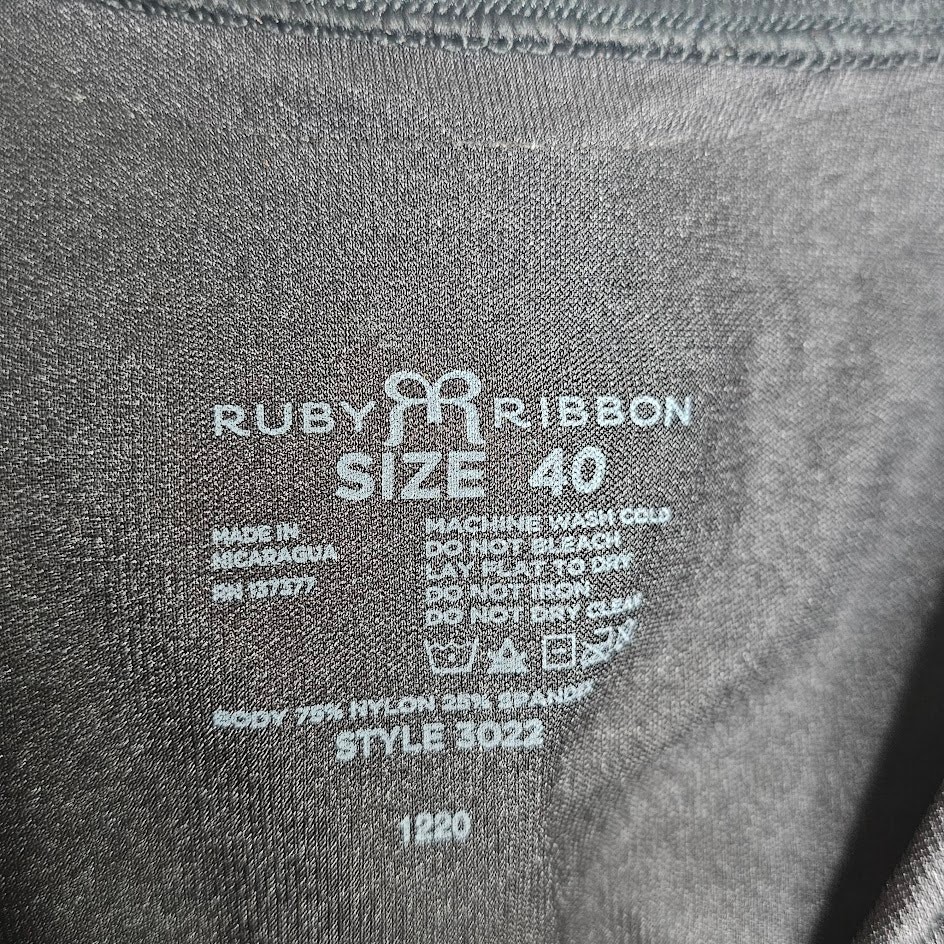 RUBY RIBBON
SIZE 40
MADE IN
NICARAGUA
RN 137377
MACHINE WASH COLD
DO NOT BLEACH
LAY FLAT TO DRY
DO NOT IRON
DO NOT DRY CLEAN
BODY 75% NYLON 25% SPANDEX
STYLE 3022
1220